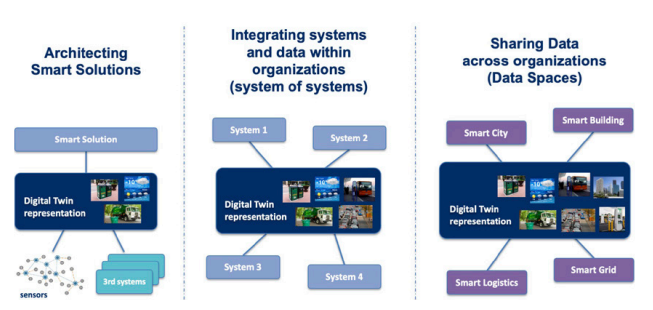 Architecting
Smart Solutions
Smart Solution
Digital Twin
representation
sensors
3rd systems
Integrating systems
and data within
organizations
(system of systems)
System 1
System 2
Digital Twin
representation
System 3
System 4
Sharing Data
across organizations
(Data Spaces)
Smart City
Smart Building
Digital Twin
representation
Smart Logistics
Smart Grid